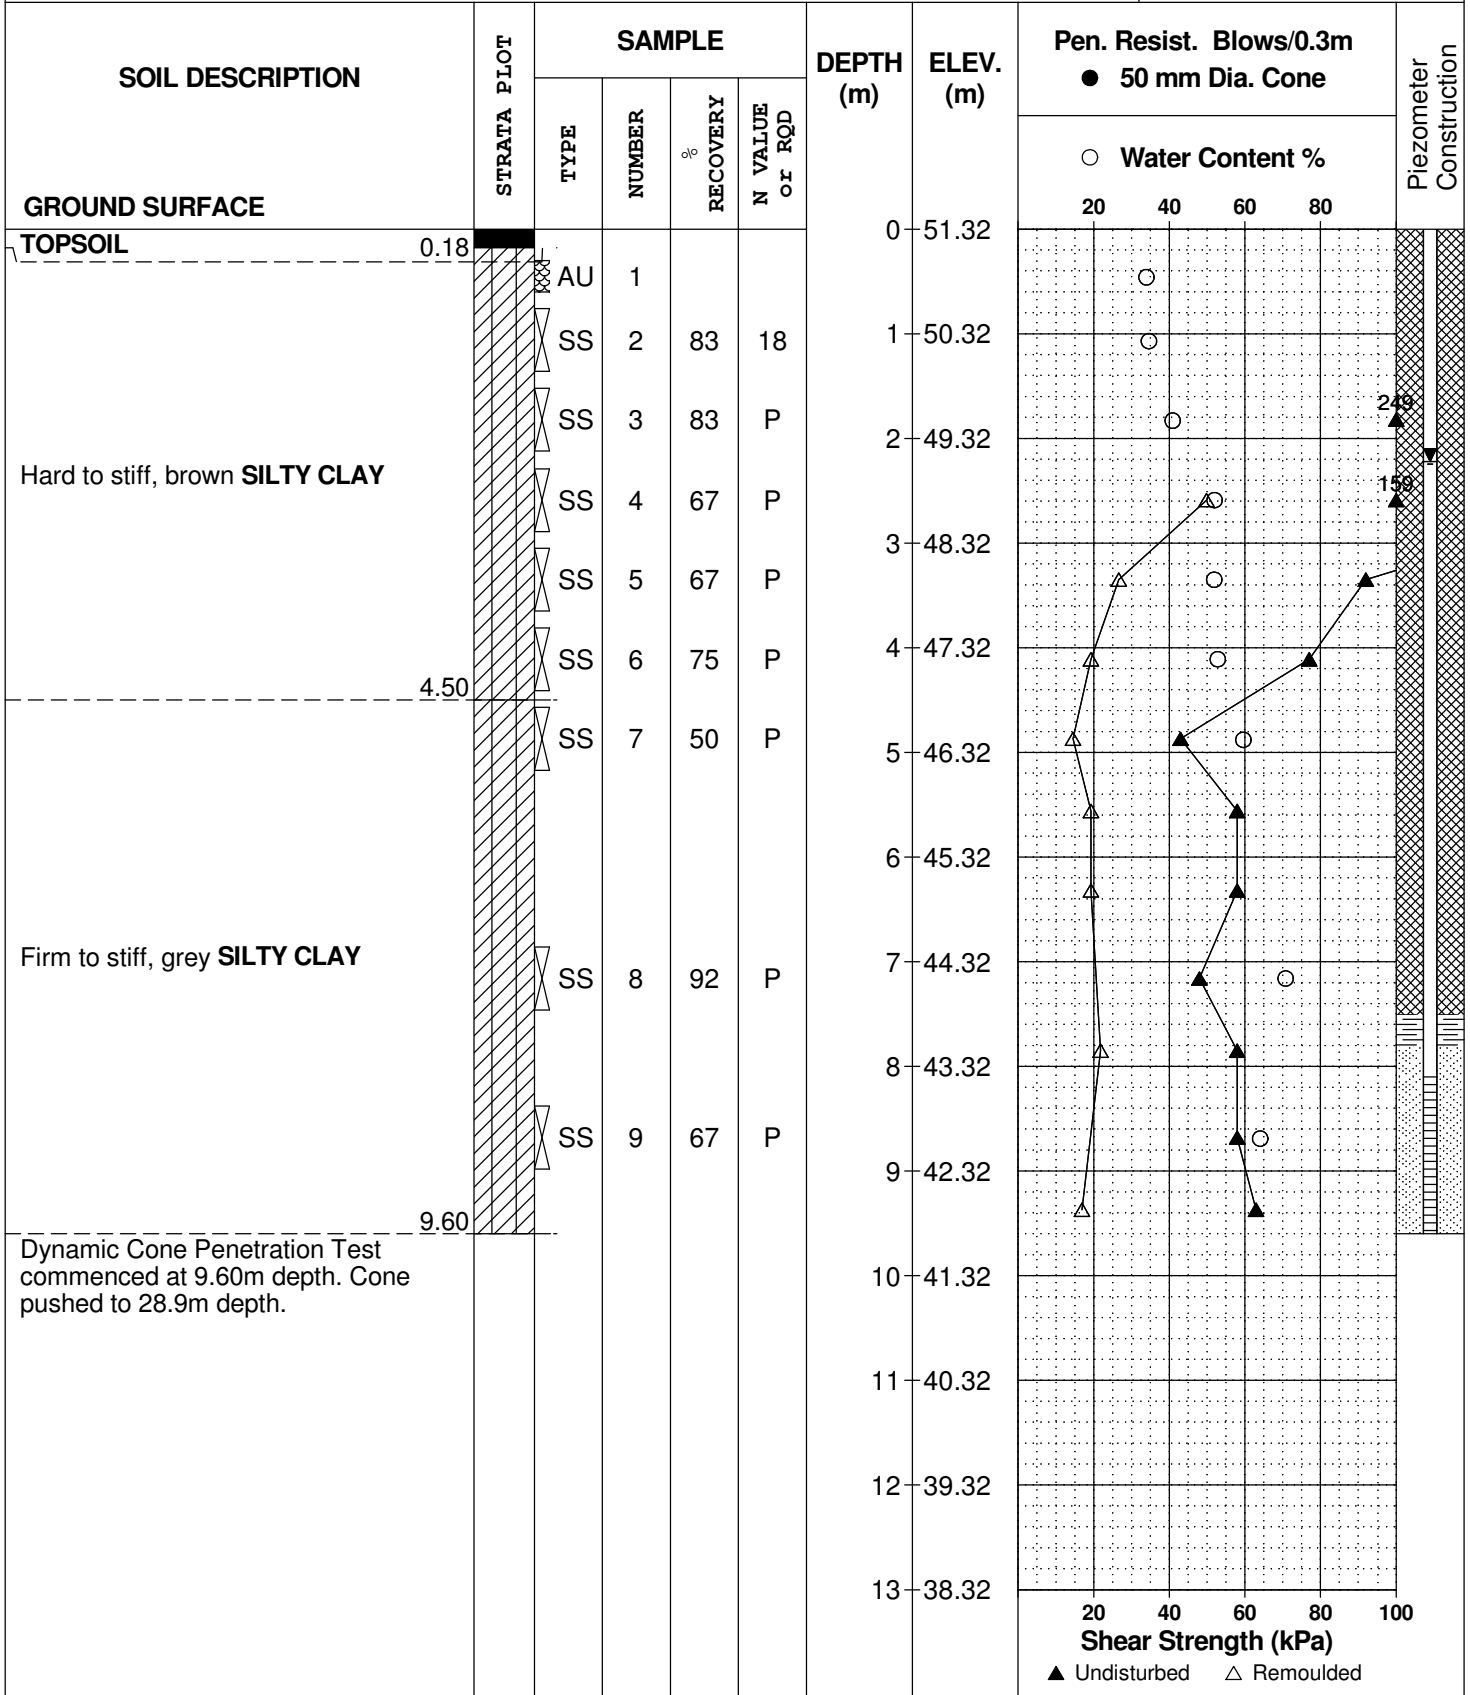 SOIL DESCRIPTION
GROUND SURFACE
STRATA PLOT
SAMPLE
TYPE
NUMBER
%
RECOVERY
N VALUE
or RQD
DEPTH
(m)
ELEV.
(m)
Pen. Resist. Blows/0.3m
● 50 mm Dia. Cone
○ Water Content %
20 40 60 80
Piezometer
Construction
TOPSOIL 0.18
0 51.32
AU 1
SS 2 83 18
1 50.32
249
SS 3 83 P
2 49.32
Hard to stiff, brown SILTY CLAY
159
SS 4 67 P
3 48.32
SS 5 67 P
4 47.32
SS 6 75 P
4.50
SS 7 50 P
5 46.32
6 45.32
Firm to stiff, grey SILTY CLAY
7 44.32
SS 8 92 P
8 43.32
SS 9 67 P
9 42.32
9.60
Dynamic Cone Penetration Test
commenced at 9.60m depth. Cone
pushed to 28.9m depth.
10 41.32
11 40.32
12 39.32
13 38.32
20 40 60 80 100
Shear Strength (kPa)
▲ Undisturbed △ Remoulded